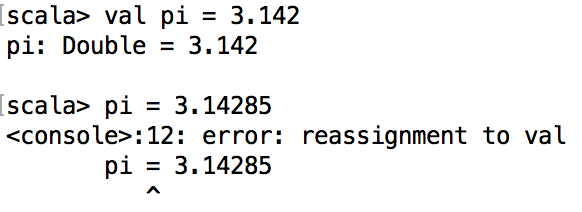 scala> val pi = 3.142
pi: Double = 3.142
scala> pi = 3.14285
<console>:12: error: reassignment to val
       pi = 3.14285
          ^